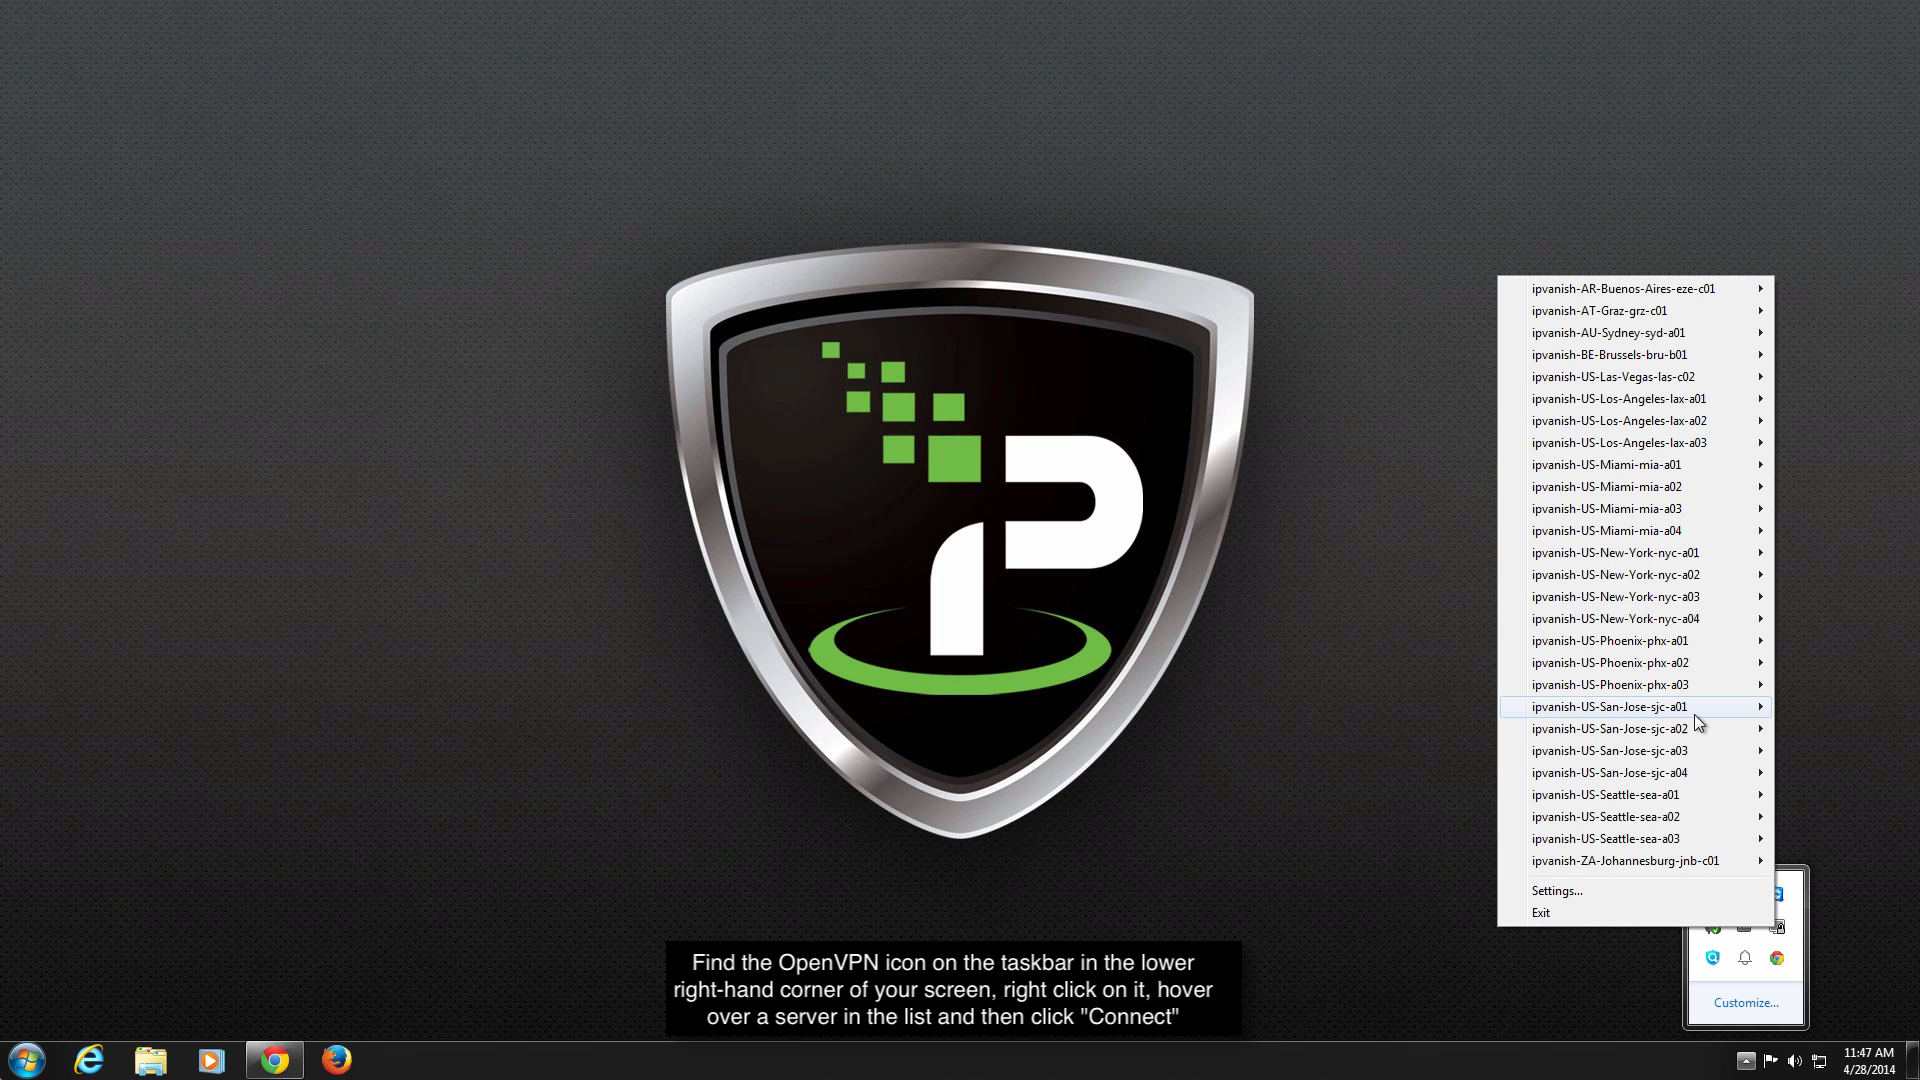 ipvanish-AR-Buenos-Aires-eze-c01
ipvanish-AT-Graz-grz-c01
ipvanish-AU-Sydney-syd-a01
ipvanish-BE-Brussels-bru-b01
ipvanish-US-Las-Vegas-las-c02
ipvanish-US-Los-Angeles-lax-a01
ipvanish-US-Los-Angeles-lax-a02
ipvanish-US-Los-Angeles-lax-a03
ipvanish-US-Miami-mia-a01
ipvanish-US-Miami-mia-a02
ipvanish-US-Miami-mia-a03
ipvanish-US-Miami-mia-a04
ipvanish-US-New-York-nyc-a01
ipvanish-US-New-York-nyc-a02
ipvanish-US-New-York-nyc-a03
ipvanish-US-New-York-nyc-a04
ipvanish-US-Phoenix-phx-a01
ipvanish-US-Phoenix-phx-a02
ipvanish-US-Phoenix-phx-a03
ipvanish-US-San-Jose-sjc-a01
ipvanish-US-San-Jose-sjc-a02
ipvanish-US-San-Jose-sjc-a03
ipvanish-US-San-Jose-sjc-a04
ipvanish-US-Seattle-sea-a01
ipvanish-US-Seattle-sea-a02
ipvanish-US-Seattle-sea-a03
ipvanish-ZA-Johannesburg-jnb-c01
Settings...
Exit
Customize...
IP
Find the OpenVPN icon on the taskbar in the lower
right-hand corner of your screen, right click on it, hover
over a server in the list and then click "Connect"
11:47 AM
4/28/2014